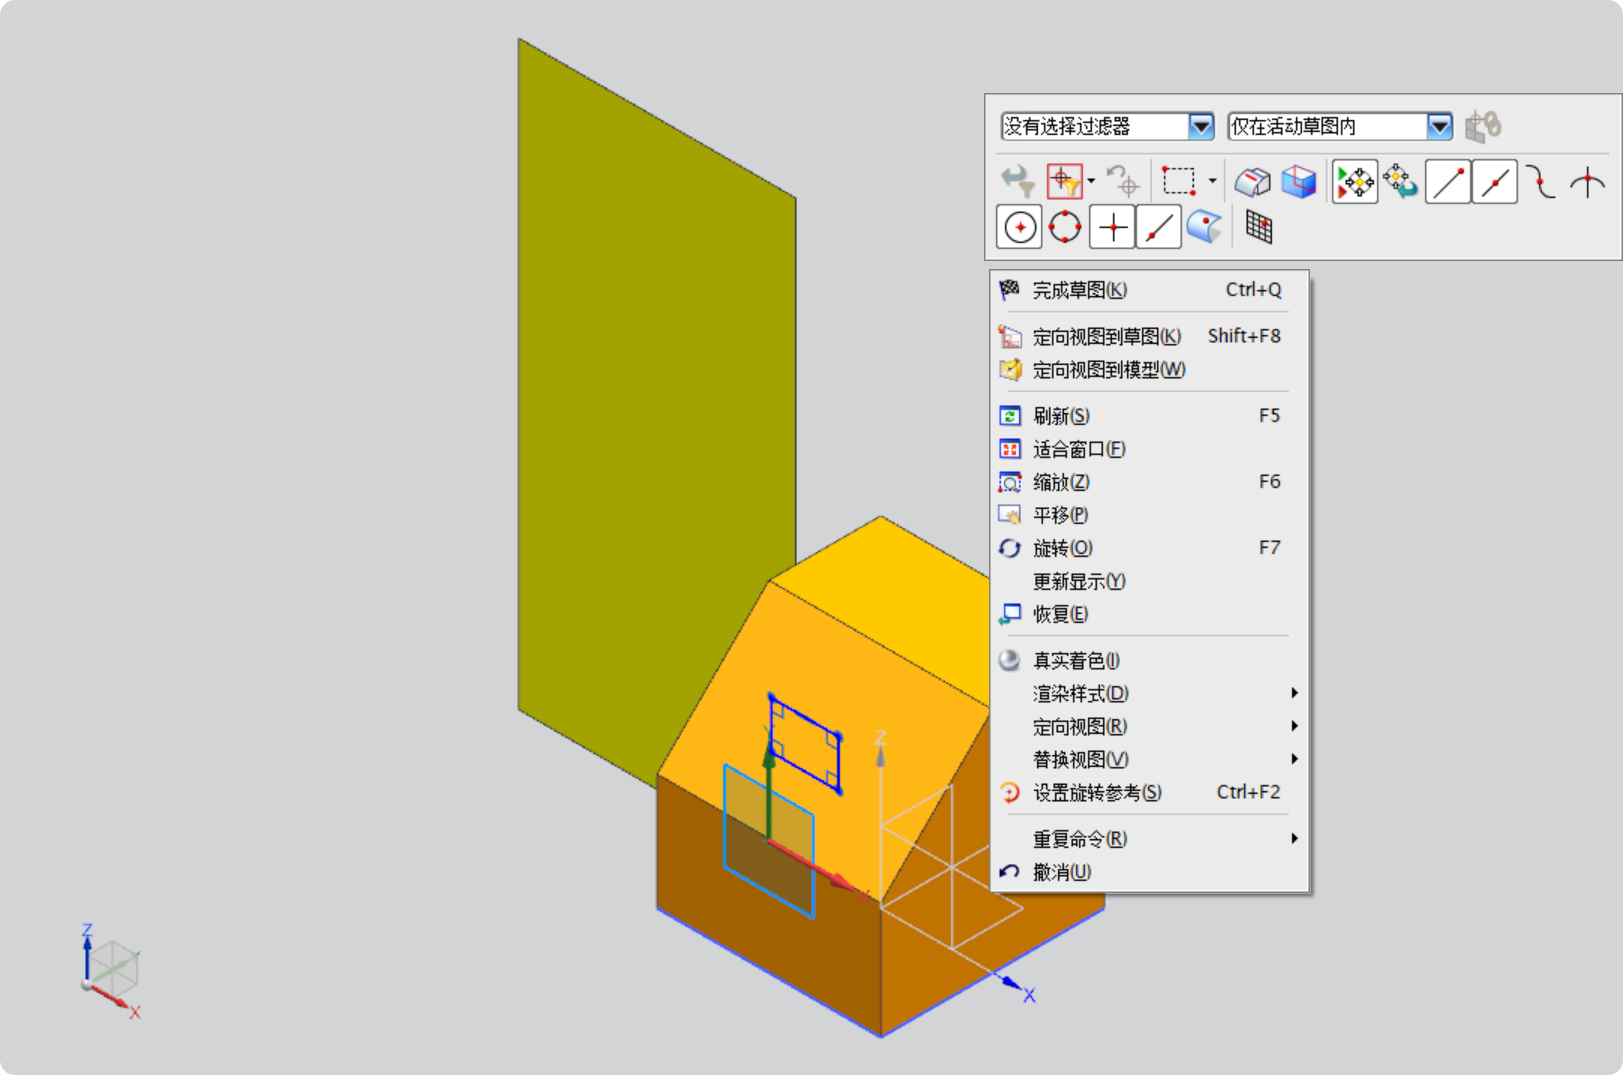 没有选择过滤器
仅在活动草图内
完成草图(K) Ctrl+Q
定向视图到草图(K) Shift+F8
定向视图到模型(W)
刷新(S) F5
适合窗口(F)
缩放(Z) F6
平移(P)
旋转(O) F7
更新显示(Y)
恢复(E)
真实着色(I)
渲染样式(D)
定向视图(R)
替换视图(V)
设置旋转参考(S) Ctrl+F2
重复命令(R)
撤消(U)
Y
Z
X
X
Z
Y
X